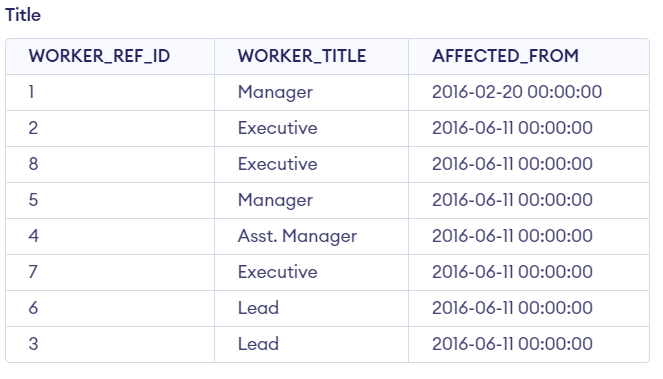 Title
WORKER_REF_ID WORKER_TITLE AFFECTED_FROM
1 Manager 2016-02-20 00:00:00
2 Executive 2016-06-11 00:00:00
8 Executive 2016-06-11 00:00:00
5 Manager 2016-06-11 00:00:00
4 Asst. Manager 2016-06-11 00:00:00
7 Executive 2016-06-11 00:00:00
6 Lead 2016-06-11 00:00:00
3 Lead 2016-06-11 00:00:00